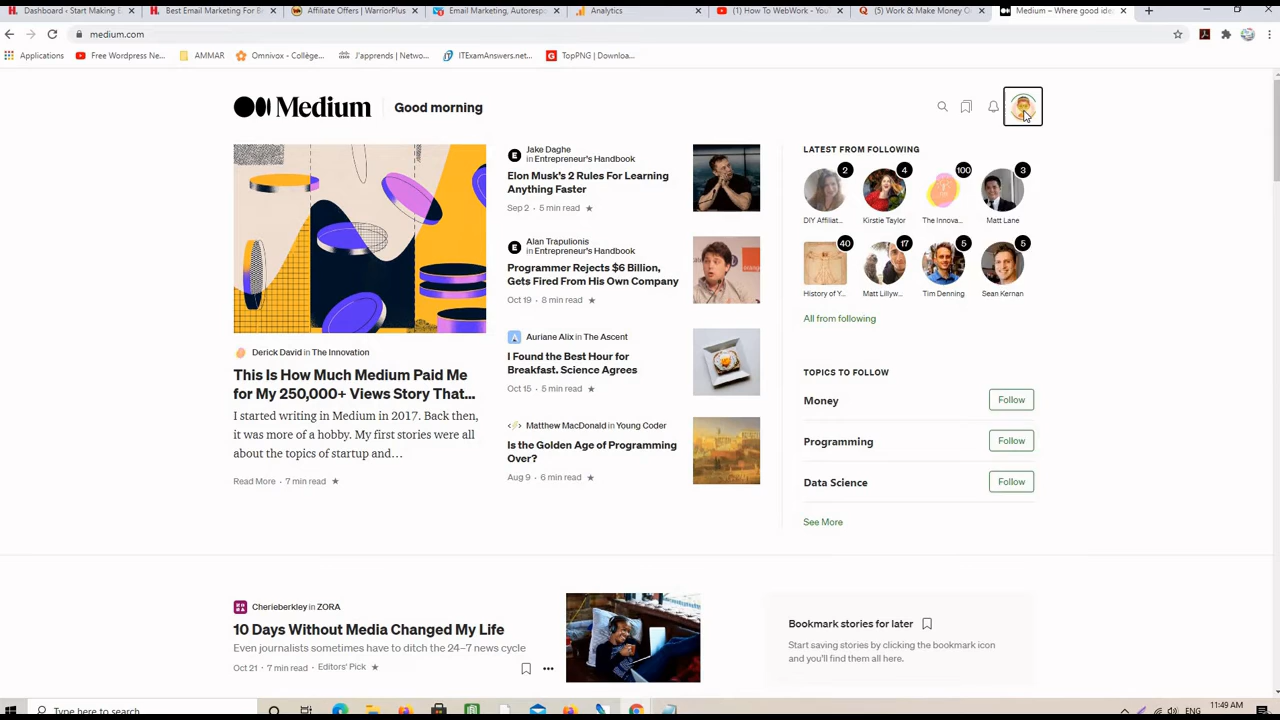 Dashboard ‹ Start Making E
Best Email Marketing For B
Affiliate Offers | WarriorPlus
Email Marketing, Autoresp
Analytics
(1) How To WebWork - You
(5) Work & Make Money O
Medium – Where good ide
medium.com
Applications
Free Wordpress Ne...
AMMAR
Omnivox - Collège...
J'apprends | Netwo...
ITExamAnswers.net...
TopPNG | Downloa...
Medium
Good morning
Derick David in The Innovation
This Is How Much Medium Paid Me
for My 250,000+ Views Story That...
I started writing in Medium in 2017. Back then,
it was more of a hobby. My first stories were all
about the topics of startup and...
Read More · 7 min read ★
Jake Daghe
in Entrepreneur's Handbook
Elon Musk's 2 Rules For Learning
Anything Faster
Sep 2 · 5 min read ★
Alan Trapulionis
in Entrepreneur's Handbook
Programmer Rejects $6 Billion,
Gets Fired From His Own Company
Oct 19 · 8 min read ★
Auriane Alix in The Ascent
I Found the Best Hour for
Breakfast. Science Agrees
Oct 15 · 5 min read ★
Matthew MacDonald in Young Coder
Is the Golden Age of Programming
Over?
Aug 9 · 6 min read ★
LATEST FROM FOLLOWING
2
4
100
3
DIY Affiliat...
Kirstie Taylor
The Innova...
Matt Lane
40
17
5
5
History of Y...
Matt Lillyw...
Tim Denning
Sean Kernan
All from following
TOPICS TO FOLLOW
Money
Follow
Programming
Follow
Data Science
Follow
See More
Cherieberkley in ZORA
10 Days Without Media Changed My Life
Even journalists sometimes have to ditch the 24–7 news cycle
Oct 21 · 7 min read · Editors' Pick ★
Bookmark stories for later
Start saving stories by clicking the bookmark icon
and you'll find them all here.
Type here to search
ENG
11:49 AM